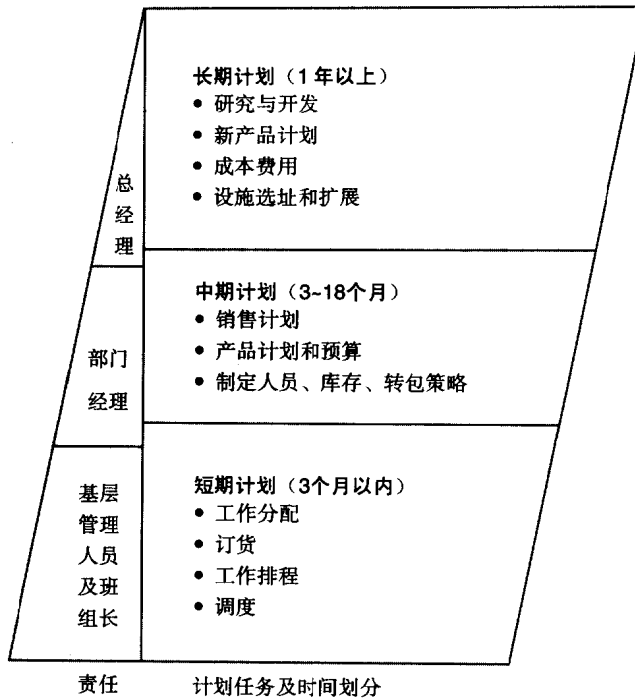 总
经
理
长期计划（1年以上）
• 研究与开发
• 新产品计划
• 成本费用
• 设施选址和扩展
部门
经理
中期计划（3~18个月）
• 销售计划
• 产品计划和预算
• 制定人员、库存、转包策略
基层
管理
人员
及班
组长
短期计划（3个月以内）
• 工作分配
• 订货
• 工作排程
• 调度
责任 计划任务及时间划分